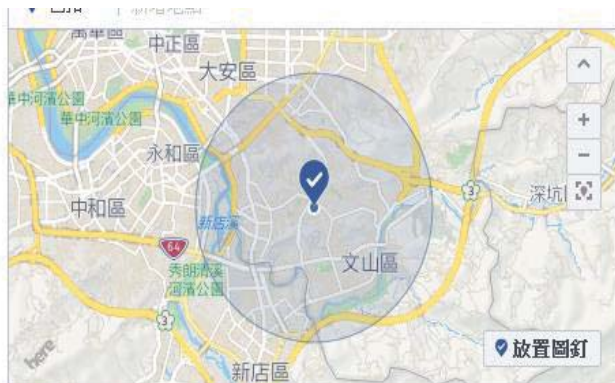 萬華區
中正區
大安區
華中河濱公園
華中河濱公園
永和區
中和區
新店溪
3
深坑
64
文山區
秀朗清溪
河濱公園
3
here
新店區
放置圖釘